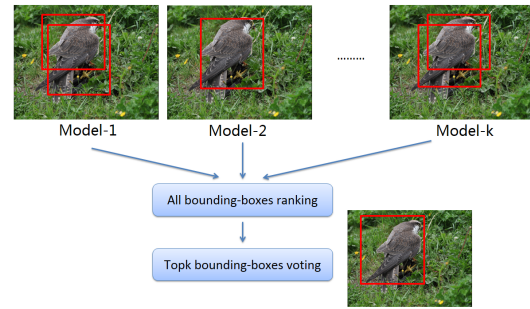 Model-1
Model-2
.........
Model-k
All bounding-boxes ranking
Topk bounding-boxes voting